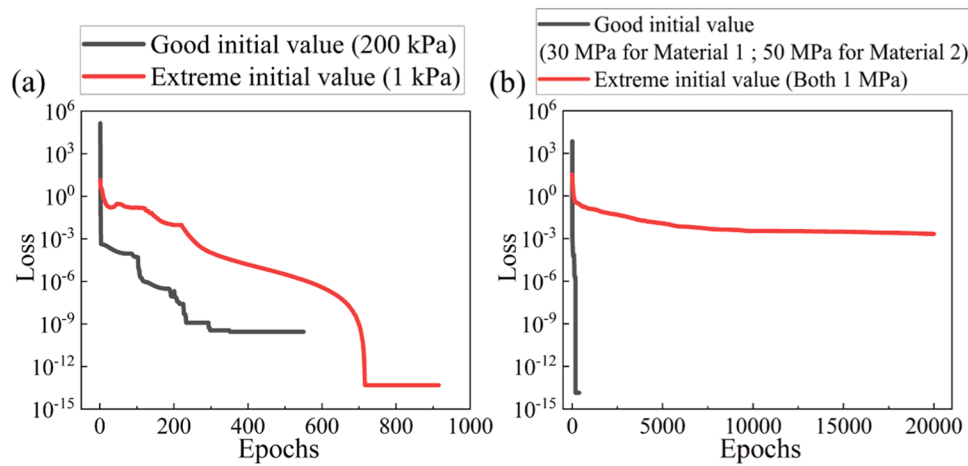 Good initial value (200 kPa)
Extreme initial value (1 kPa)
(a)
10^6
10^3
10^0
10^-3
10^-6
10^-9
10^-12
10^-15
Loss
0 200 400 600 800 1000
Epochs
Good initial value
(30 MPa for Material 1 ; 50 MPa for Material 2)
Extreme initial value (Both 1 MPa)
(b)
10^6
10^3
10^0
10^-3
10^-6
10^-9
10^-12
10^-15
Loss
0 5000 10000 15000 20000
Epochs